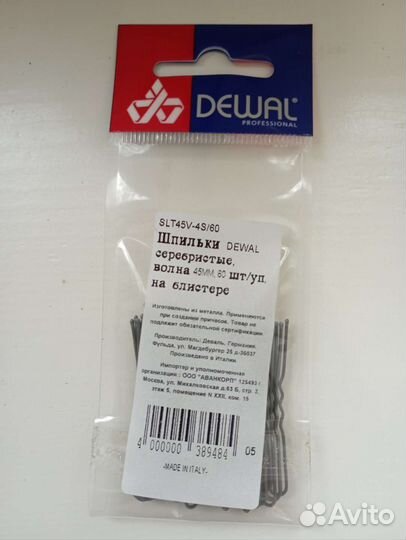 DEWAL
PROFESSIONAL
SLT45V-4S/60
Шпильки DEWAL
серебристые,
волна 45ММ, 60 шт/уп,
на блистере
Изготовлены из металла. Применяются
при создании причесок. Товар не
подлежит обязательной сертификации
Производитель: Деваль, Германия.
Фульда, ул. Магдебургер 35 д-36037
Произведено в Италии
Импортер и уполномоченная
организация : ООО "АВАНКОРП" 125493 г.
Москва, ул. Михалковская д.63 Б, стр. 2,
этаж 5, помещение N XXII, ком. 15
4 000000 389484 05
-MADE IN ITALY-
Avito